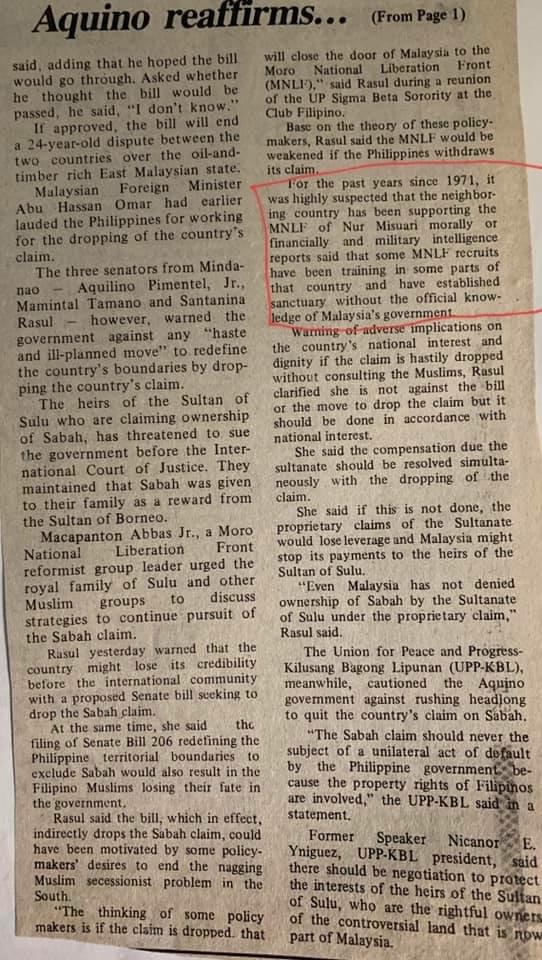 Aquino reaffirms... (From Page 1)
said, adding that he hoped the bill
would go through. Asked whether
he thought the bill would be
passed, he said, “I don't know.”
If approved, the bill will end
a 24-year-old dispute between the
two countries over the oil-and-
timber rich East Malaysian state.
Malaysian Foreign Minister
Abu Hassan Omar had earlier
lauded the Philippines for working
for the dropping of the country's
claim.
The three senators from Minda-
nao — Aquilino Pimentel, Jr.,
Mamintal Tamano and Santanina
Rasul — however, warned the
government against any “haste
and ill-planned move” to redefine
the country's boundaries by drop-
ping the country's claim.
The heirs of the Sultan of
Sulu who are claiming ownership
of Sabah, has threatened to sue
the government before the Inter-
national Court of Justice. They
maintained that Sabah was given
to their family as a reward from
the Sultan of Borneo.
Macapanton Abbas Jr., a Moro
National Liberation Front
reformist group leader urged the
royal family of Sulu and other
Muslim groups to discuss
strategies to continue pursuit of
the Sabah claim.
Rasul yesterday warned that the
country might lose its credibility
before the international community
with a proposed Senate bill seeking to
drop the Sabah claim.
At the same time, she said the
filing of Senate Bill 206 redefining the
Philippine territorial boundaries to
exclude Sabah would also result in the
Filipino Muslims losing their fate in
the government.
Rasul said the bill, which in effect,
indirectly drops the Sabah claim, could
have been motivated by some policy-
makers' desires to end the nagging
Muslim secessionist problem in the
South.
“The thinking of some policy
makers is if the claim is dropped. that
will close the door of Malaysia to the
Moro National Liberation Front
(MNLF),” said Rasul during a reunion
of the UP Sigma Beta Sorority at the
Club Filipino.
Base on the theory of these policy-
makers, Rasul said the MNLF would be
weakened if the Philippines withdraws
its claim.
For the past years since 1971, it
was highly suspected that the neighbor-
ing country has been supporting the
MNLF of Nur Misuari morally or
financially and military intelligence
reports said that some MNLF recruits
have been training in some parts of
that country and have established
sanctuary without the official know-
ledge of Malaysia's government.
Warning of adverse implications on
the country's national interest and
dignity if the claim is hastily dropped
without consulting the Muslims, Rasul
clarified she is not against the bill
or the move to drop the claim but it
should be done in accordance with
national interest.
She said the compensation due the
sultanate should be resolved simulta-
neously with the dropping of the
claim.
She said if this is not done, the
proprietary claims of the Sultanate
would lose leverage and Malaysia might
stop its payments to the heirs of the
Sultan of Sulu.
“Even Malaysia has not denied
ownership of Sabah by the Sultanate
of Sulu under the proprietary claim,”
Rasul said.
The Union for Peace and Progress-
Kilusang Bagong Lipunan (UPP-KBL),
meanwhile, cautioned the Aquino
government against rushing headlong
to quit the country's claim on Sabah.
“The Sabah claim should never the
subject of a unilateral act of default
by the Philippine government be-
cause the property rights of Filipinos
are involved,” the UPP-KBL said in a
statement.
Former Speaker Nicanor E.
Yniguez, UPP-KBL president, said
there should be negotiation to protect
the interests of the heirs of the Sultan
of Sulu, who are the rightful owners
of the controversial land that is now
part of Malaysia.